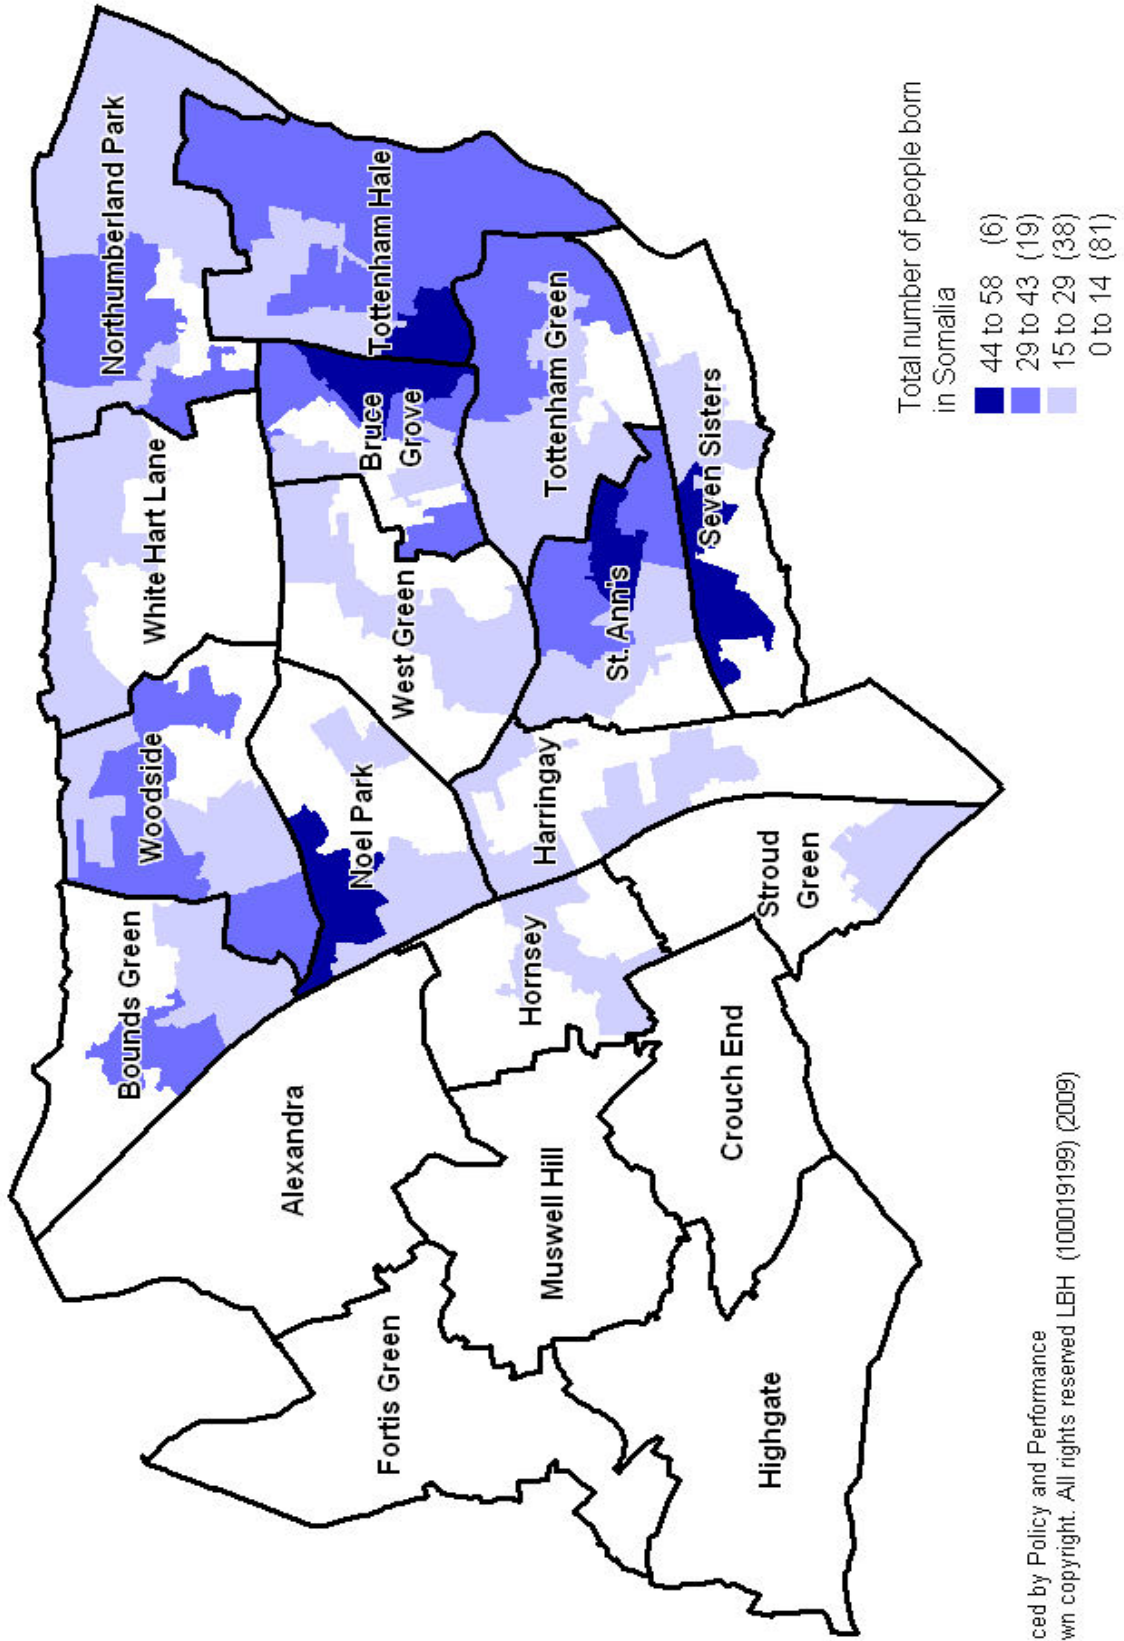 Northumberland Park
Tottenham Hale
White Hart Lane
Bruce
Grove
Tottenham Green
Seven Sisters
St. Ann's
West Green
Woodside
Noel Park
Harringay
Bounds Green
Hornsey
Stroud
Green
Alexandra
Crouch End
Muswell Hill
Fortis Green
Highgate
Total number of people born
in Somalia
44 to 58 (6)
29 to 43 (19)
15 to 29 (38)
0 to 14 (81)
ced by Policy and Performance
wn copyright. All rights reserved LBH (100019199) (2009)